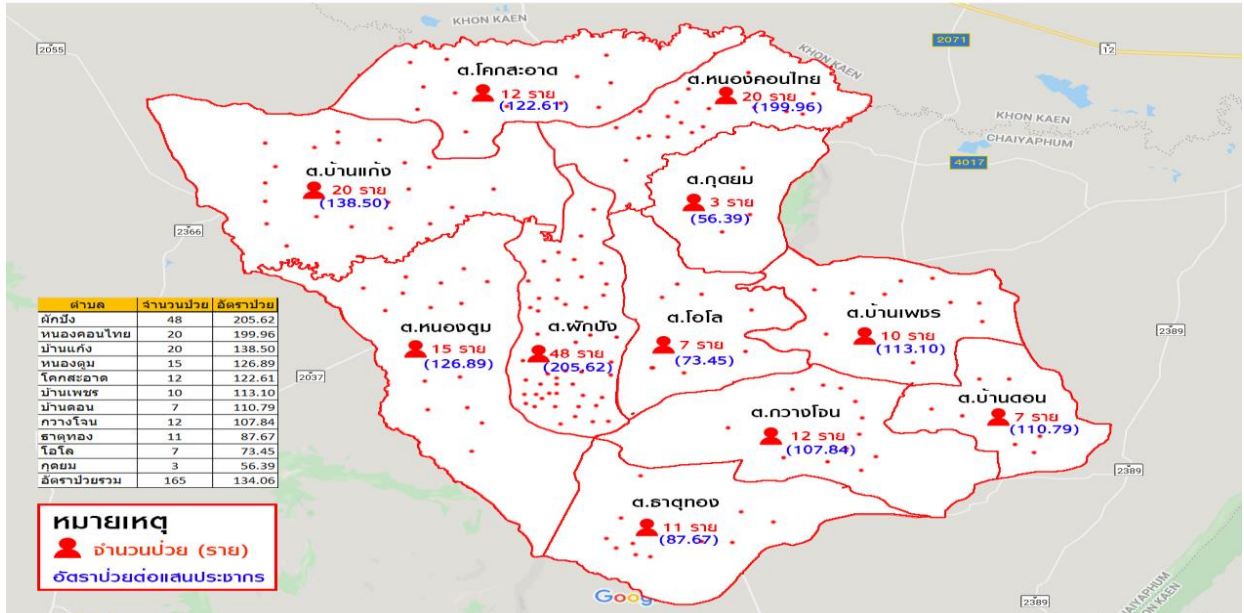 KHON KAEN
2055
KHON KAEN
2071
12
ต.โคกสะอาด
12 ราย
(122.61)
ต.หนองคอนไทย
20 ราย
(199.96)
KHON KAEN
CHAIYAPHUM
4017
ต.บ้านแก้ง
20 ราย
(138.50)
ต.กุดยม
3 ราย
(56.39)
2366
ต.หนองตูม
15 ราย
(126.89)
ต.ผักปัง
48 ราย
(205.62)
ต.โอโล
7 ราย
(73.45)
ต.บ้านเพชร
10 ราย
(113.10)
2389
2037
ต.บ้านดอน
7 ราย
(110.79)
ต.กวางโจน
12 ราย
(107.84)
2389
ต.ธาตุทอง
11 ราย
(87.67)
ตำบล จำนวนป่วย อัตราป่วย
ผักปัง 48 205.62
หนองคอนไทย 20 199.96
บ้านแก้ง 20 138.50
หนองตูม 15 126.89
โคกสะอาด 12 122.61
บ้านเพชร 10 113.10
บ้านดอน 7 110.79
กวางโจน 12 107.84
ธาตุทอง 11 87.67
โอโล 7 73.45
กุดยม 3 56.39
อัตราป่วยรวม 165 134.06
หมายเหตุ
จำนวนป่วย (ราย)
อัตราป่วยต่อแสนประชากร
Google
2389
CHAIYAPHUM
KHON KAEN